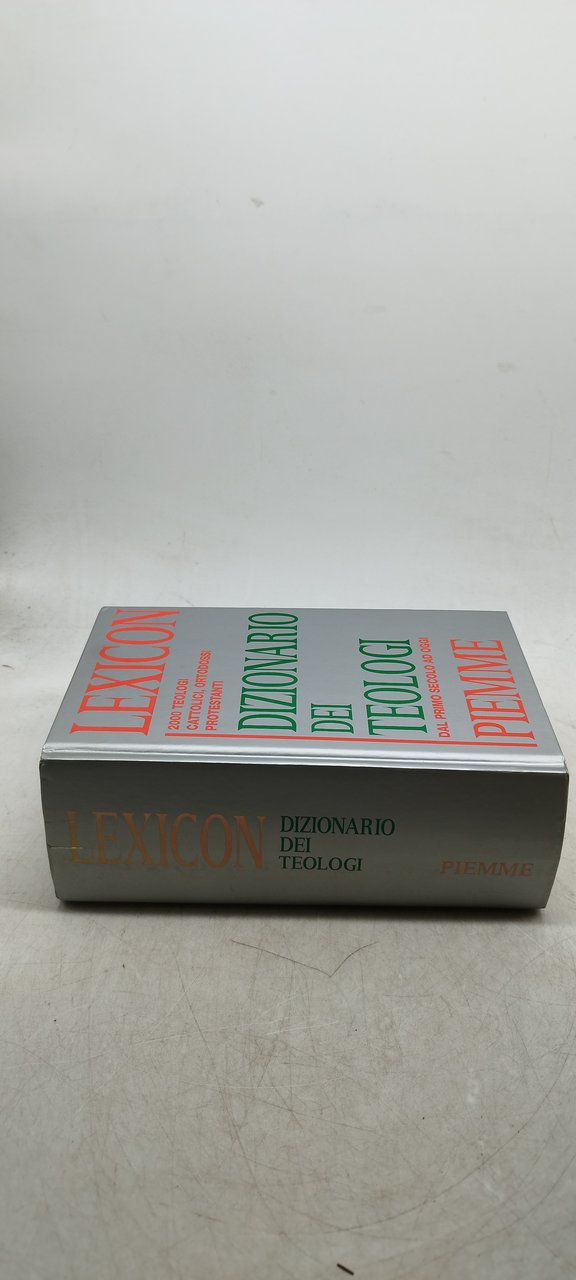 LEXICON
2000 TEOLOGI
CATTOLICI, ORTODOSSI
PROTESTANTI
DIZIONARIO
DEI
TEOLOGI
DAL PRIMO SECOLO AD OGGI
PIEMME
LEXICON
DIZIONARIO
DEI
TEOLOGI
PIEMME